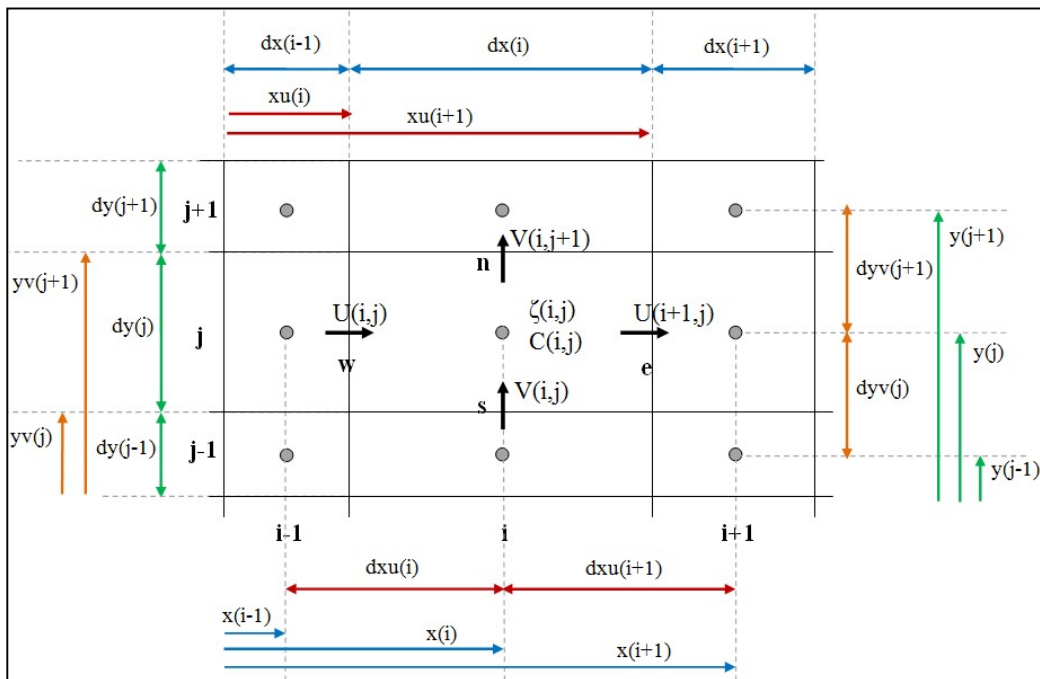 dx(i-1) dx(i) dx(i+1)
xu(i)
xu(i+1)
dy(j+1) j+1
y(j+1)
V(i,j+1)
yv(j+1)
n
dyv(j+1)
dy(j) j
U(i,j) ζ(i,j) U(i+1,j)
C(i,j)
y(j)
w e
dyv(j)
V(i,j)
s
yv(j)
dy(j-1) j-1
y(j-1)
i-1 i i+1
dxu(i) dxu(i+1)
x(i-1)
x(i)
x(i+1)